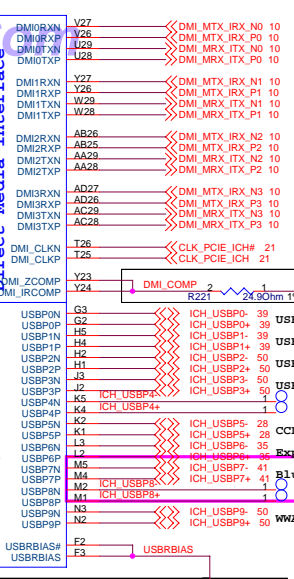 DMI0RXN V27 DMI_MTX_IRX_N0 10
DMI0RXP V26 DMI_MTX_IRX_P0 10
DMI0TXN U29 DMI_MRX_ITX_N0 10
DMI0TXP U28 DMI_MRX_ITX_P0 10
DMI1RXN Y27 DMI_MTX_IRX_N1 10
DMI1RXP Y26 DMI_MTX_IRX_P1 10
DMI1TXN W29 DMI_MRX_ITX_N1 10
DMI1TXP W28 DMI_MRX_ITX_P1 10
DMI2RXN AB26 DMI_MTX_IRX_N2 10
DMI2RXP AB25 DMI_MTX_IRX_P2 10
DMI2TXN AA29 DMI_MRX_ITX_N2 10
DMI2TXP AA28 DMI_MRX_ITX_P2 10
DMI3RXN AD27 DMI_MTX_IRX_N3 10
DMI3RXP AD26 DMI_MTX_IRX_P3 10
DMI3TXN AC29 DMI_MRX_ITX_N3 10
DMI3TXP AC28 DMI_MRX_ITX_P3 10
DMI_CLKN T26 CLK_PCIE_ICH# 21
DMI_CLKP T25 CLK_PCIE_ICH 21
DMI_ZCOMP Y23
DMI_IRCOMP Y24 DMI_COMP 2 1
R221 24.9Ohm 1%
USBP0N G3 ICH_USBP0- 39
USBP0P G2 ICH_USBP0+ 39
USBP1N H5 ICH_USBP1- 39
USBP1P H4 ICH_USBP1+ 39
USBP2N H2 ICH_USBP2- 50
USBP2P H1 ICH_USBP2+ 50
USBP3N J3 ICH_USBP3- 50
USBP3P J2 ICH_USBP3+ 50
USBP4N K5 ICH_USBP4- 1
USBP4P K4 ICH_USBP4+ 1
USBP5N K2 ICH_USBP5- 28
USBP5P K1 ICH_USBP5+ 28
USBP6N L3 ICH_USBP6- 35
USBP6P L2 ICH_USBP6+ 35
USBP7N M5 ICH_USBP7- 41
USBP7P M4 ICH_USBP7+ 41
USBP8N M2 ICH_USBP8- 1
USBP8P M1 ICH_USBP8+ 1
USBP9N N3 ICH_USBP9- 50
USBP9P N2 ICH_USBP9+ 50
USBRBIAS# F2
USBRBIAS F3 USBRBIAS
Direct Media Interface